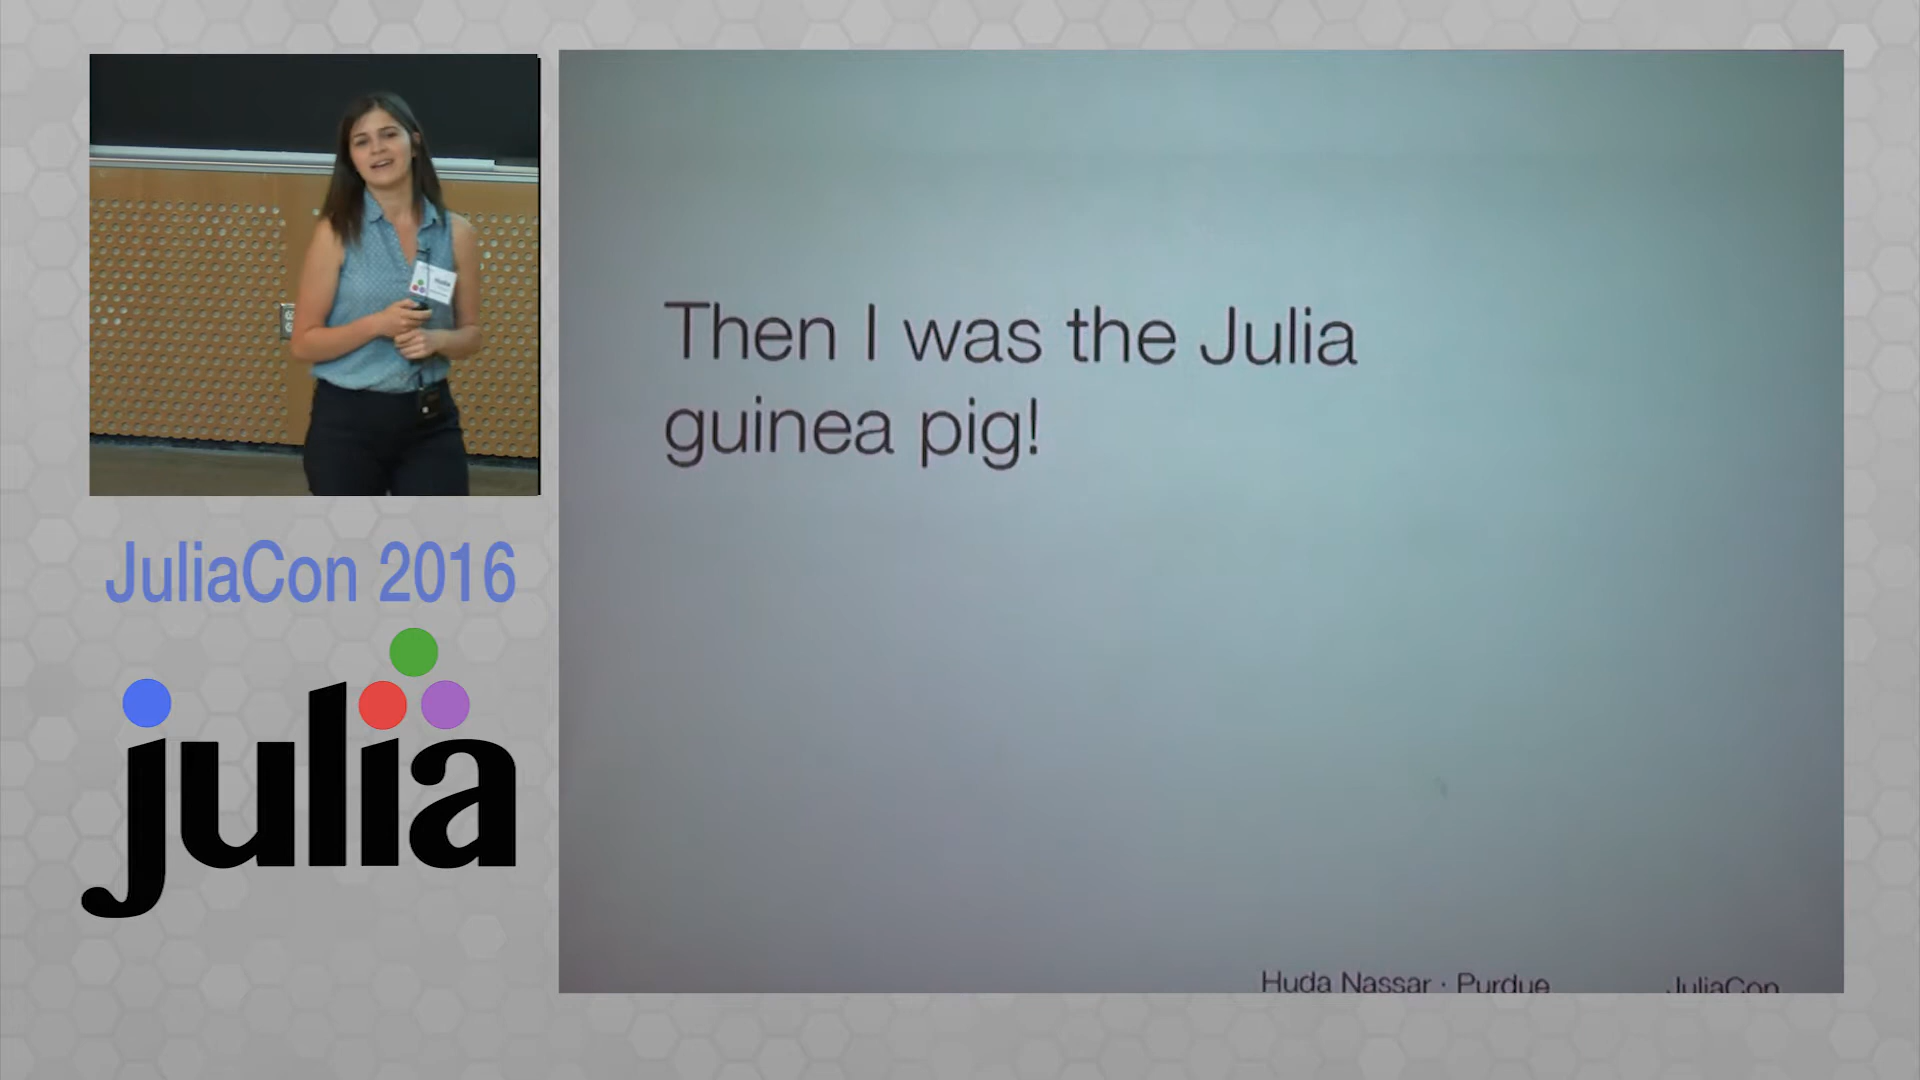 JuliaCon 2016
julia
Then I was the Julia
guinea pig!
Huda Nassar · Purdue
JuliaCon